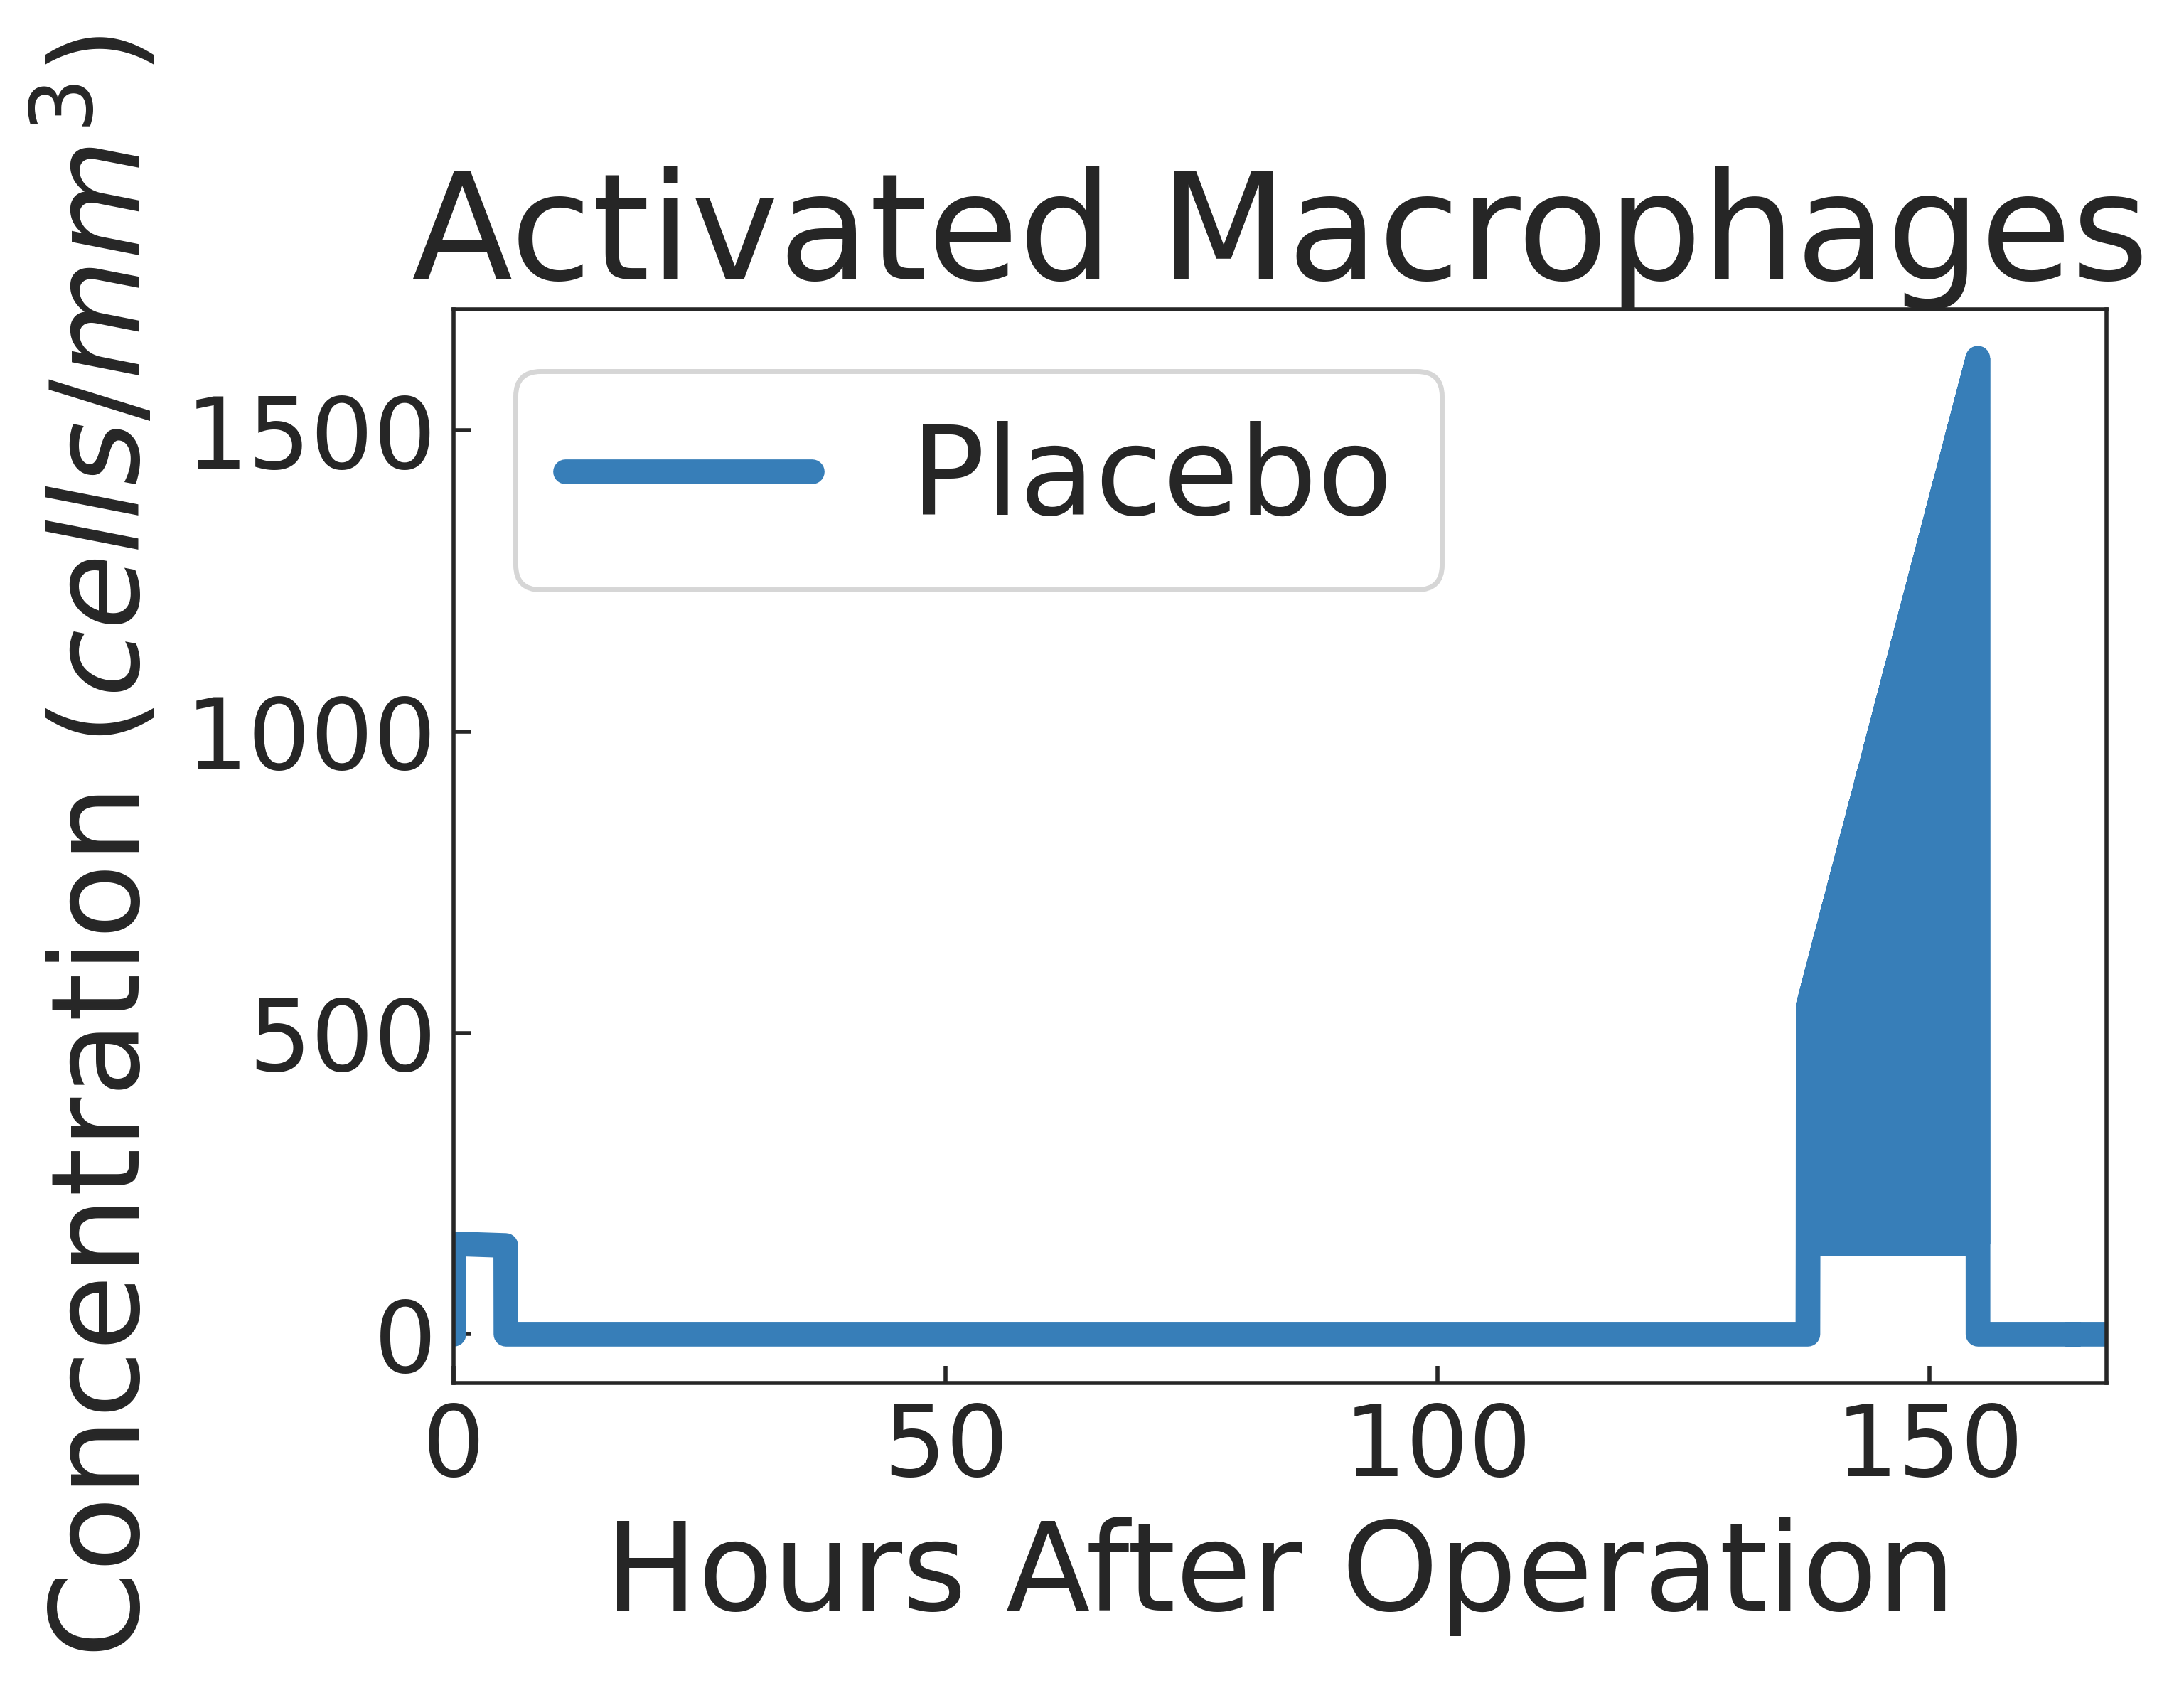 Activated Macrophages
Concentration (cells/mm³)
1500
1000
500
0
Placebo
0 50 100 150
Hours After Operation